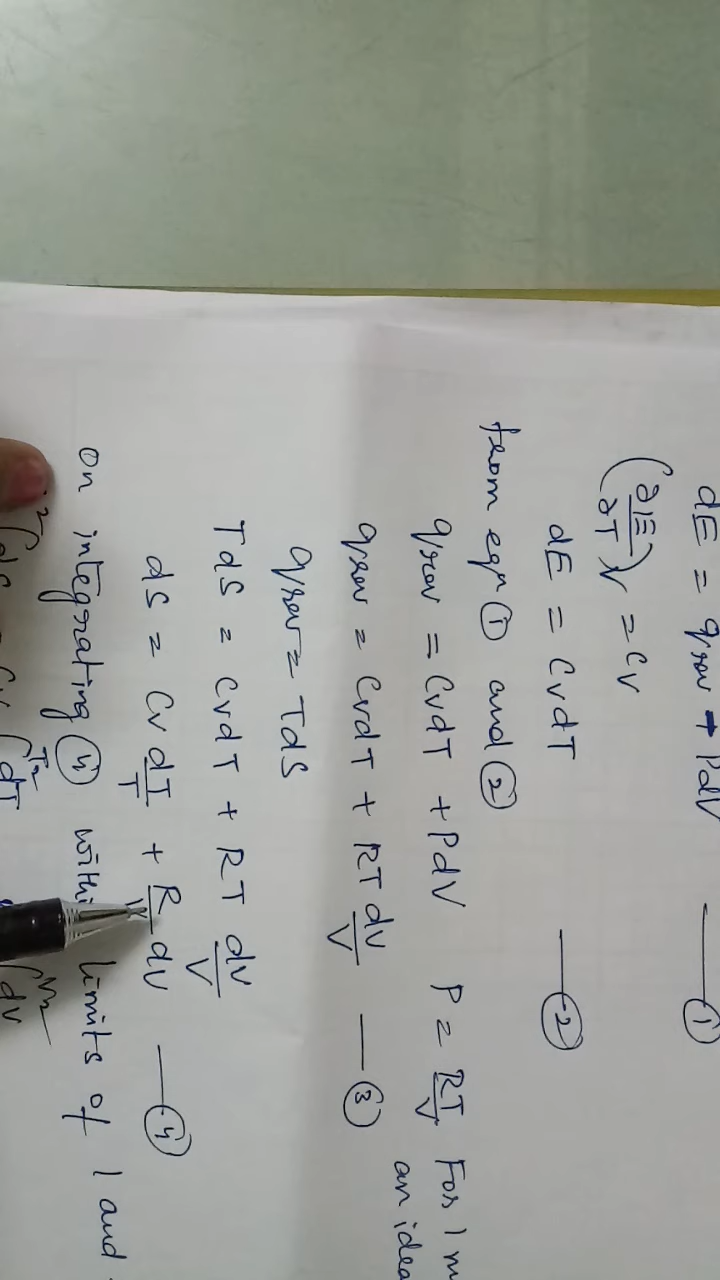 dE = qrev + PdV ——①
(∂E/∂T)V = CV
dE = CVdT ——②
from eqn ① and ②
qrev = CVdT + PdV P = RT/V For 1 m
an idea
qrev = CVdT + RT dV/V ——③
qrev = TdS
TdS = CVdT + RT dV/V
dS = CV dT/T + R/V dV ——④
On integrating ④ limits of 1 and